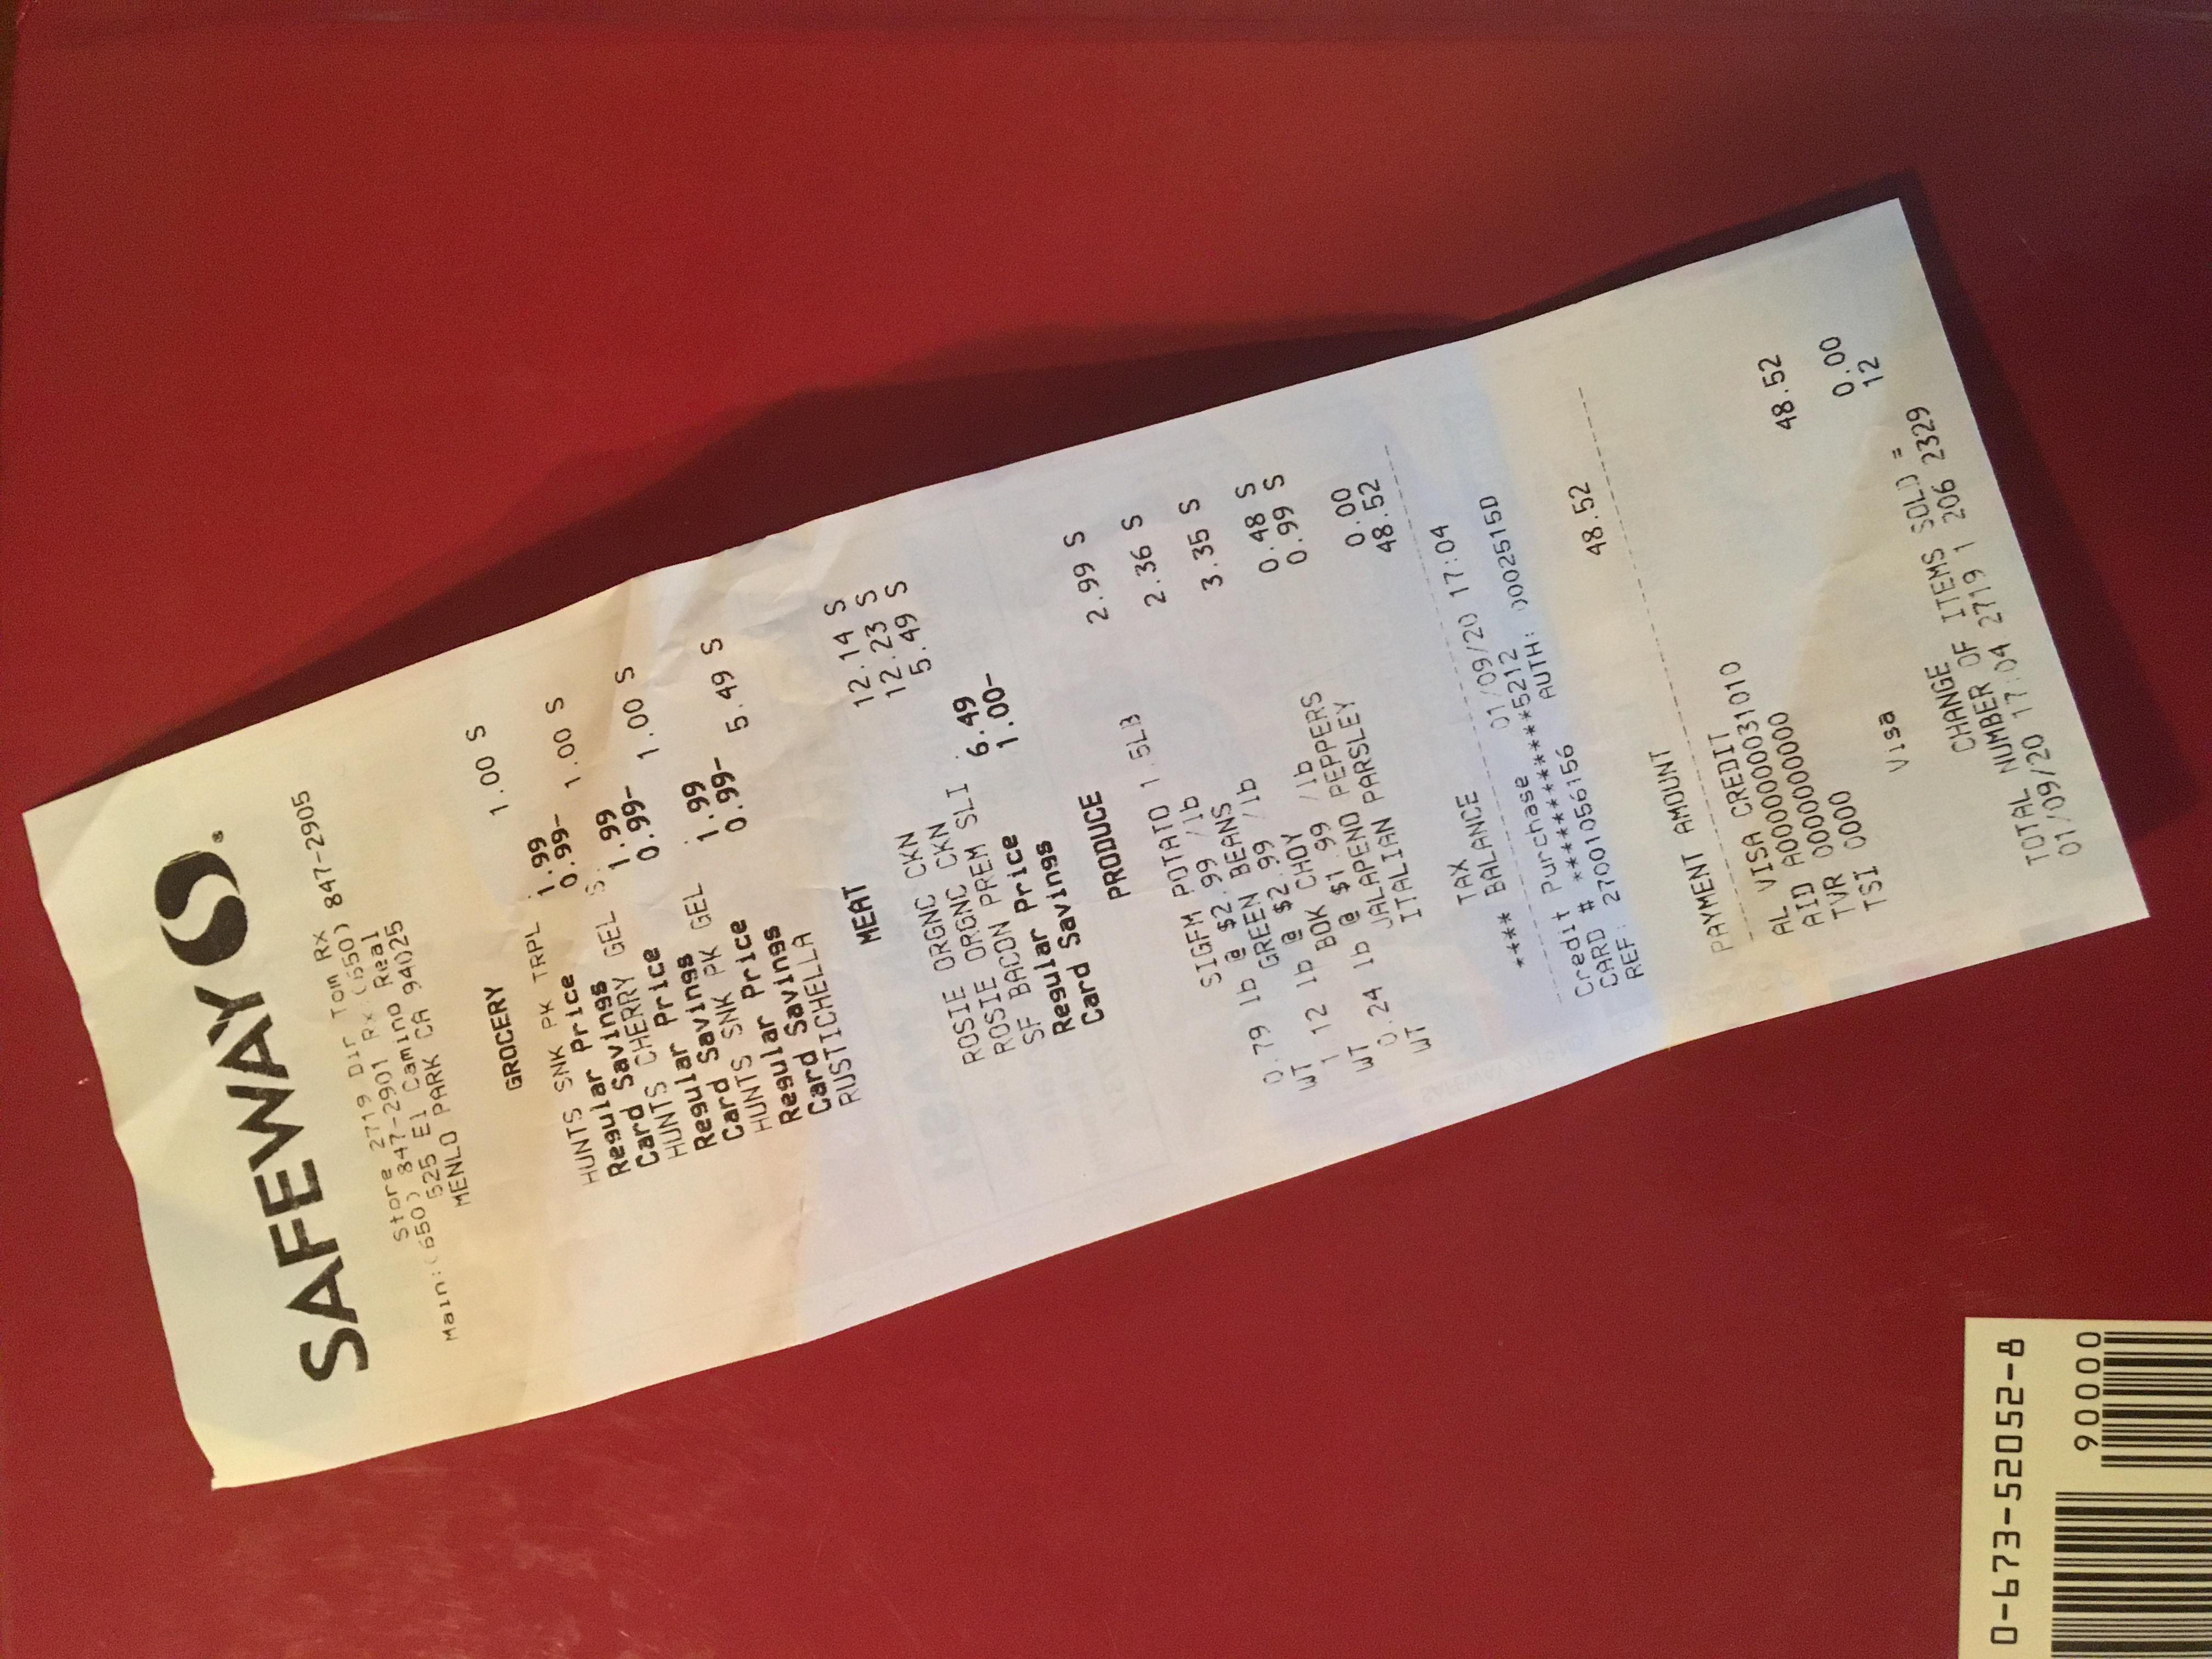 SAFEWAY
Store 2719 Dir Tom Rx
Main:(650) 847-2901 Rx:(650) 847-2905
525 El Camino Real
MENLO PARK CA 94025
GROCERY
HUNTS SNK PK TRPL . 1.00 S
Regular Price 1.99
Card Savings 0.99-
HUNTS CHERRY GEL S. 1.00 S
Regular Price 1.99
Card Savings 0.99-
HUNTS SNK PK GEL . 1.00 S
Regular Price 1.99
Card Savings 0.99-
RUSTICHELLA 5.49 S
MEAT
ROSIE ORGNC CKN 12.14 S
ROSIE ORGNC CKN 12.23 S
SF BACON PREM SLI . 5.49 S
Regular Price 6.49
Card Savings 1.00-
PRODUCE
SIGFM POTATO 1.5LB 2.99 S
0.79 lb @ $2.99 /lb
WT GREEN BEANS 2.36 S
1.12 lb @ $2.99 /lb
WT BOK CHOY 3.35 S
0.24 lb @ $1.99 /lb
WT JALAPENO PEPPERS 0.48 S
ITALIAN PARSLEY 0.99 S
TAX 0.00
**** BALANCE 48.52
Credit Purchase 01/09/20 17:04
CARD # ************5212
REF: 27001056156 AUTH: 0002515D
PAYMENT AMOUNT 48.52
AL VISA CREDIT
AID A0000000031010
TVR 0000000000
TSI 0000
Visa 48.52
CHANGE 0.00
TOTAL NUMBER OF ITEMS SOLD = 12
01/09/20 17:04 2719 1 206 2329
0-673-52052-8
90000